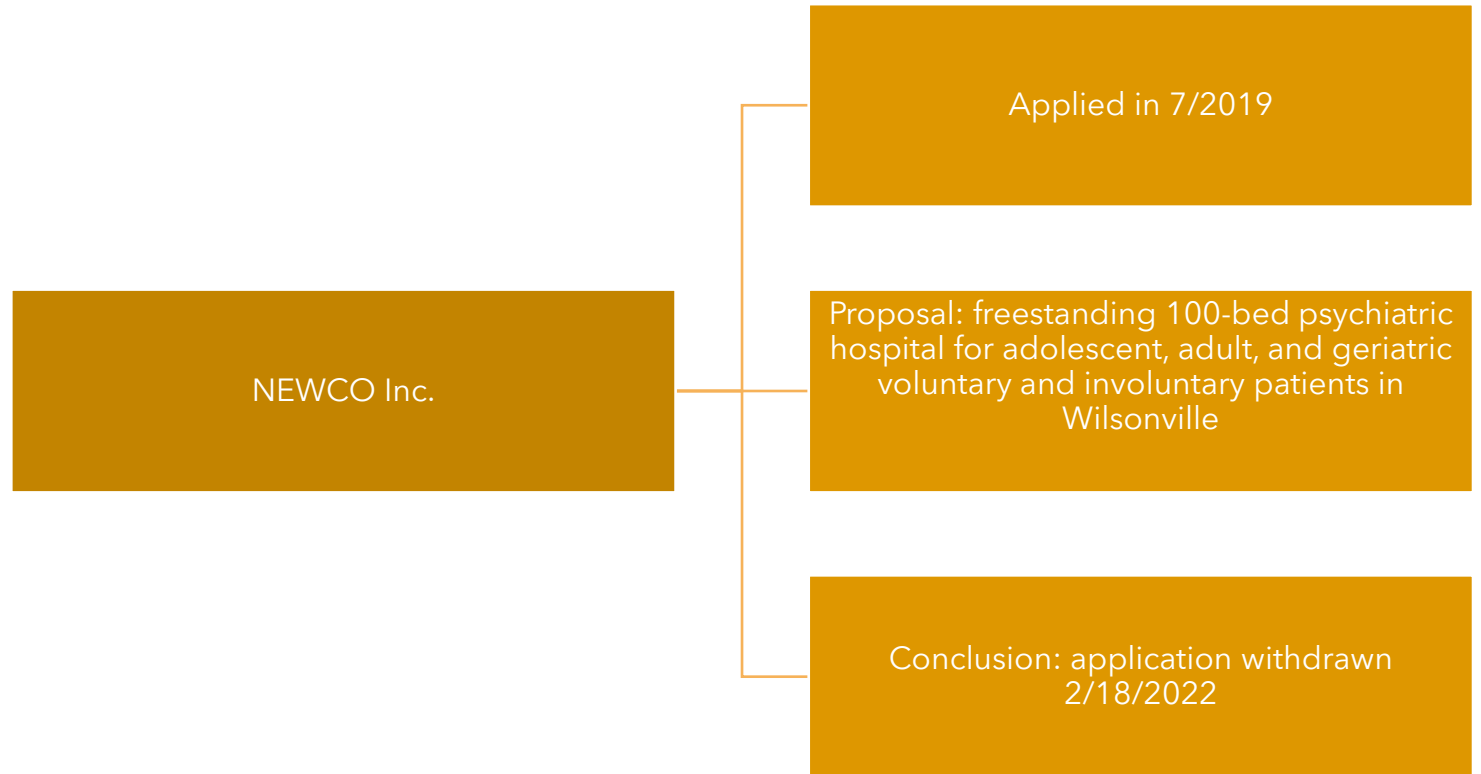 Applied in 7/2019
NEWCO Inc.
Proposal: freestanding 100-bed psychiatric
hospital for adolescent, adult, and geriatric
voluntary and involuntary patients in
Wilsonville
Conclusion: application withdrawn
2/18/2022